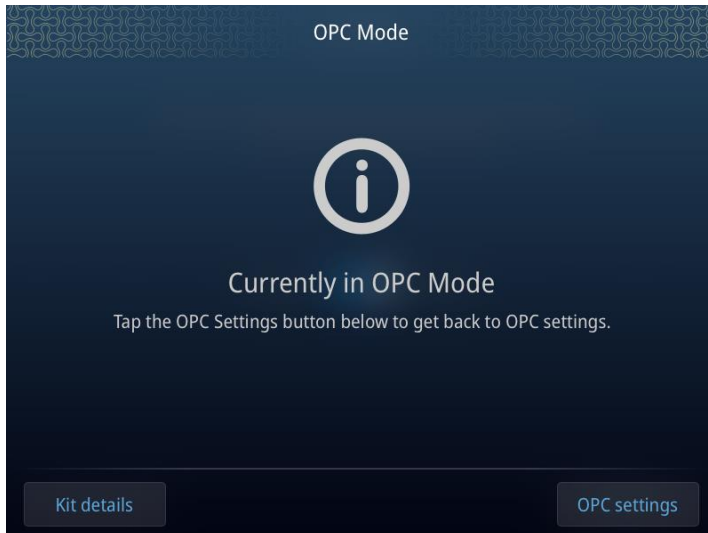 OPC Mode
Currently in OPC Mode
Tap the OPC Settings button below to get back to OPC settings.
Kit details
OPC settings